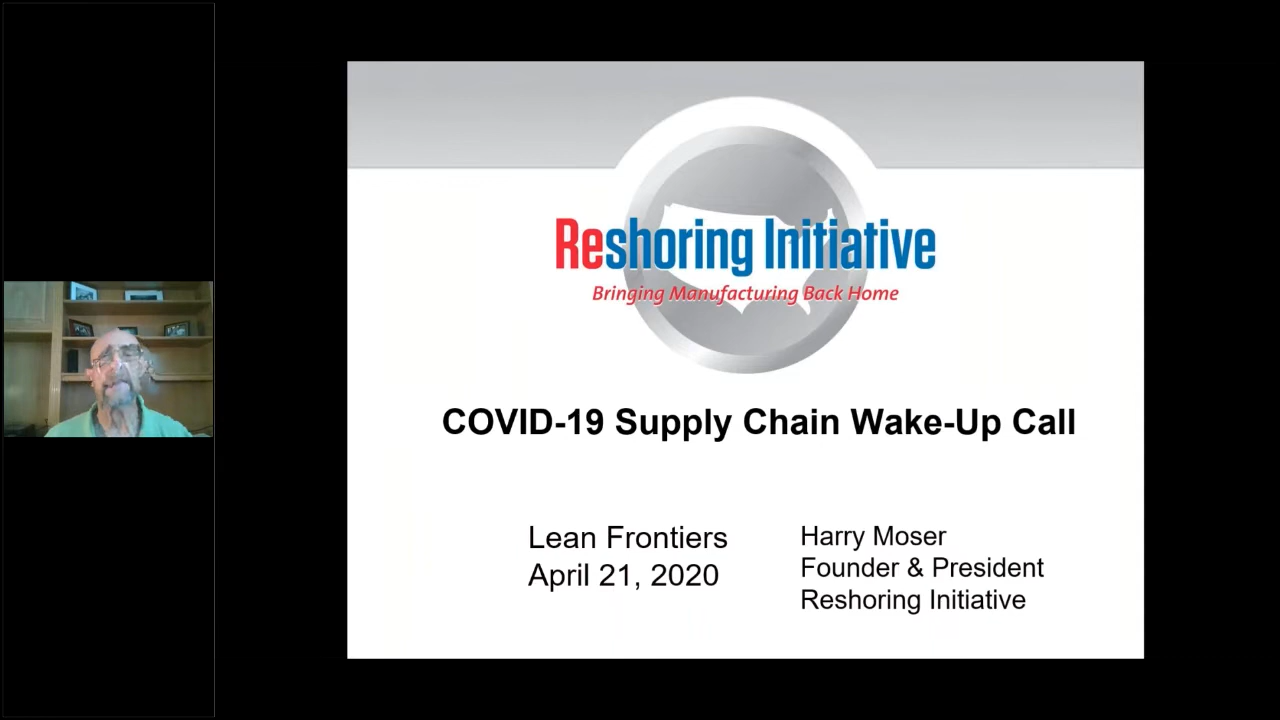 Reshoring Initiative
Bringing Manufacturing Back Home
COVID-19 Supply Chain Wake-Up Call
Lean Frontiers
April 21, 2020
Harry Moser
Founder & President
Reshoring Initiative